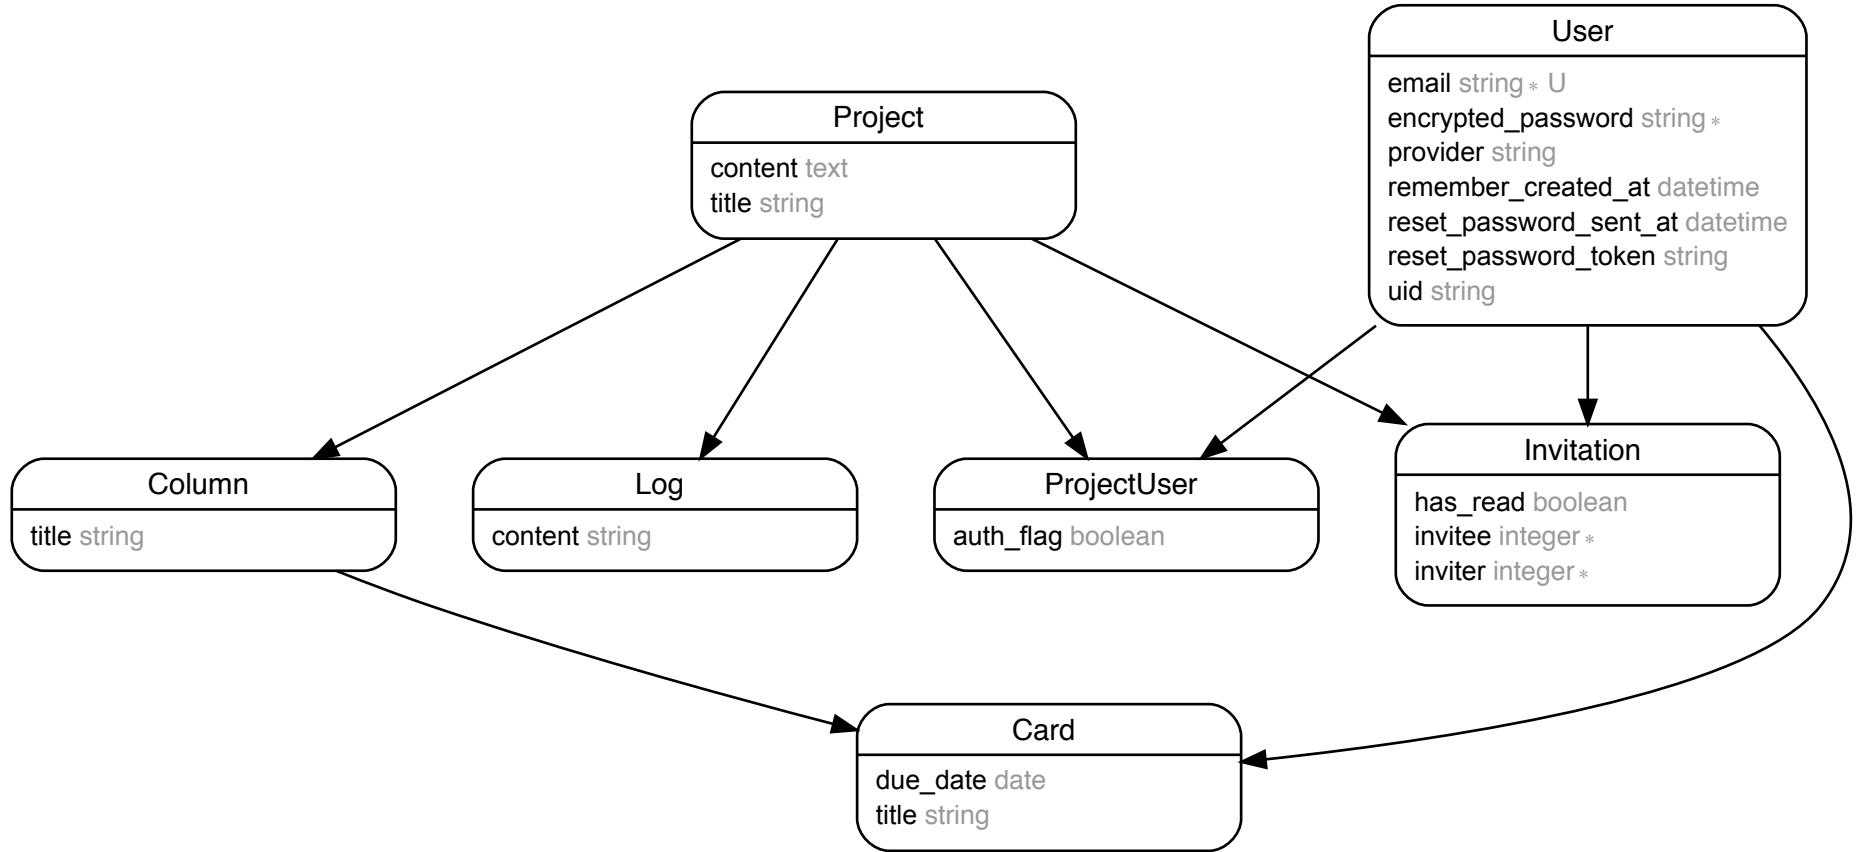 User
email string* U
encrypted_password string*
provider string
remember_created_at datetime
reset_password_sent_at datetime
reset_password_token string
uid string
Project
content text
title string
Column
title string
Log
content string
ProjectUser
auth_flag boolean
Invitation
has_read boolean
invitee integer*
inviter integer*
Card
due_date date
title string